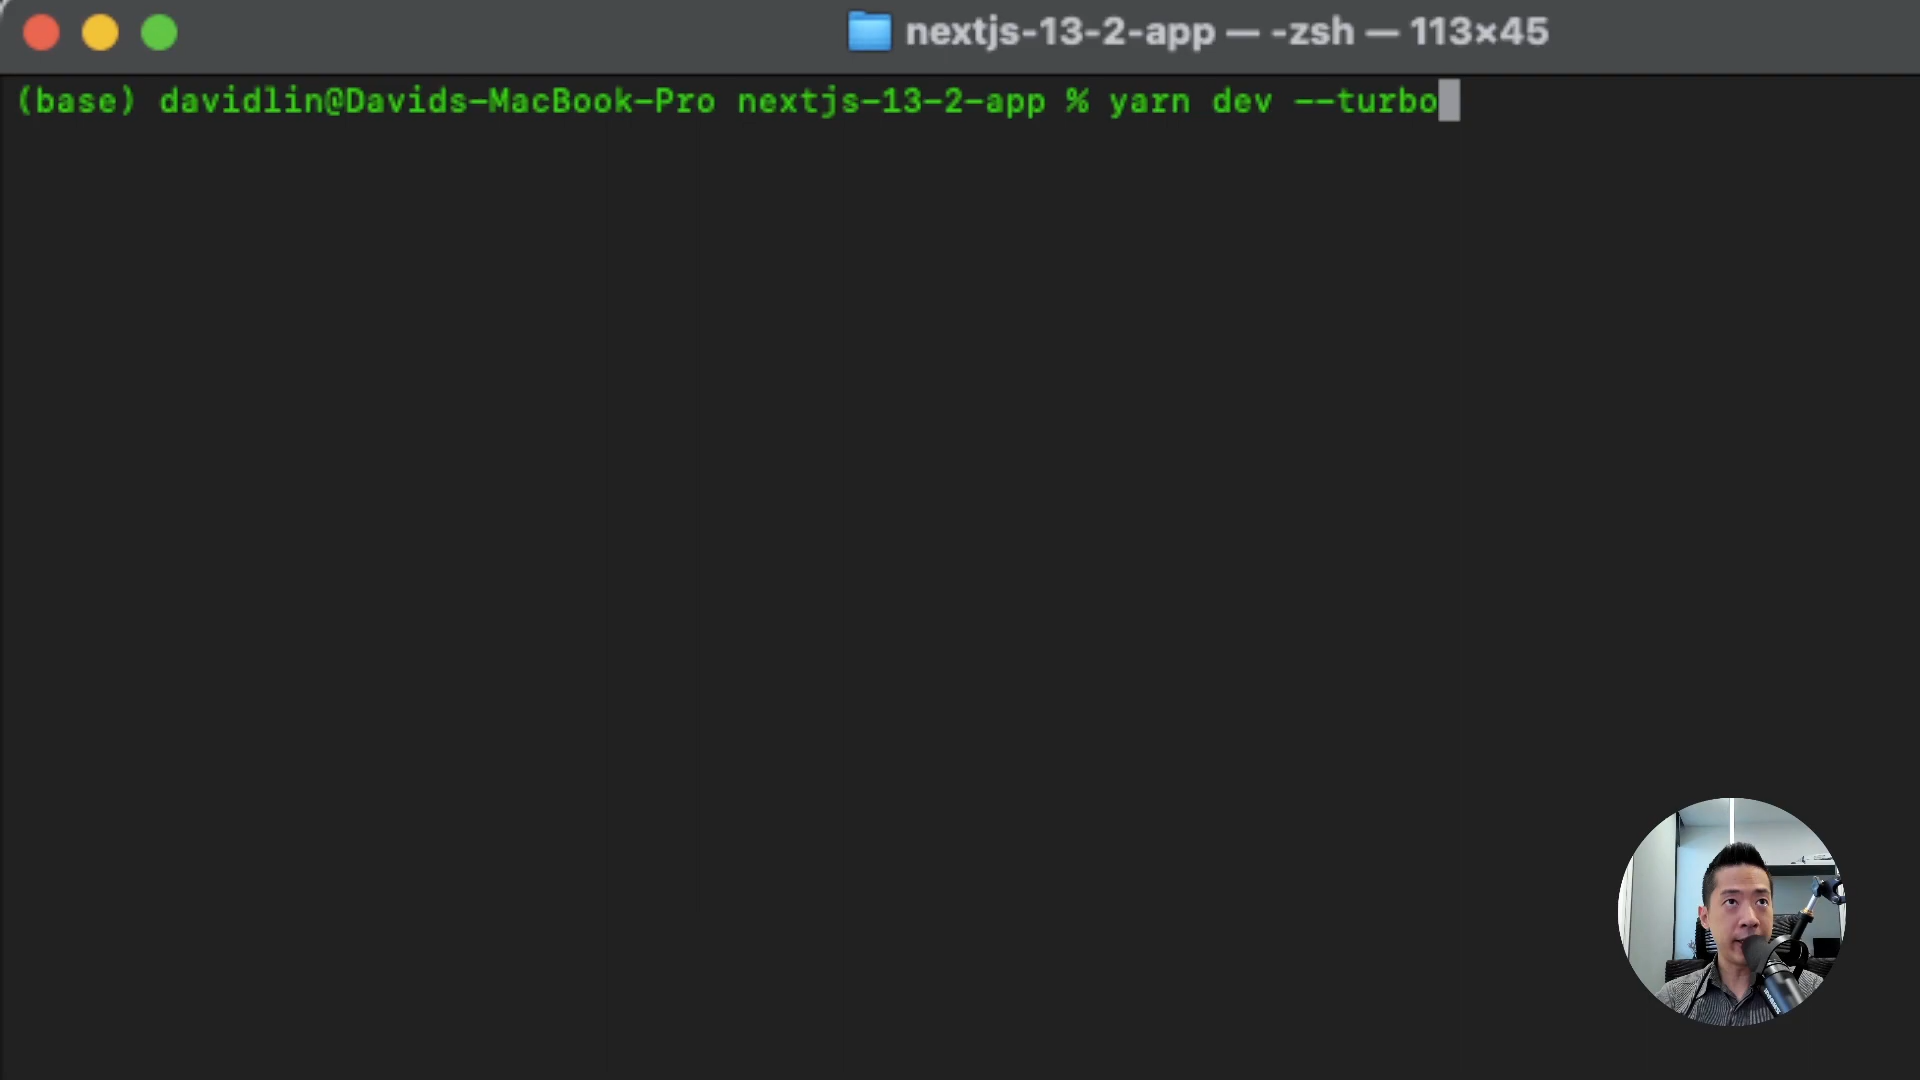 nextjs-13-2-app — -zsh — 113×45
(base) davidlin@Davids-MacBook-Pro nextjs-13-2-app % yarn dev --turbo